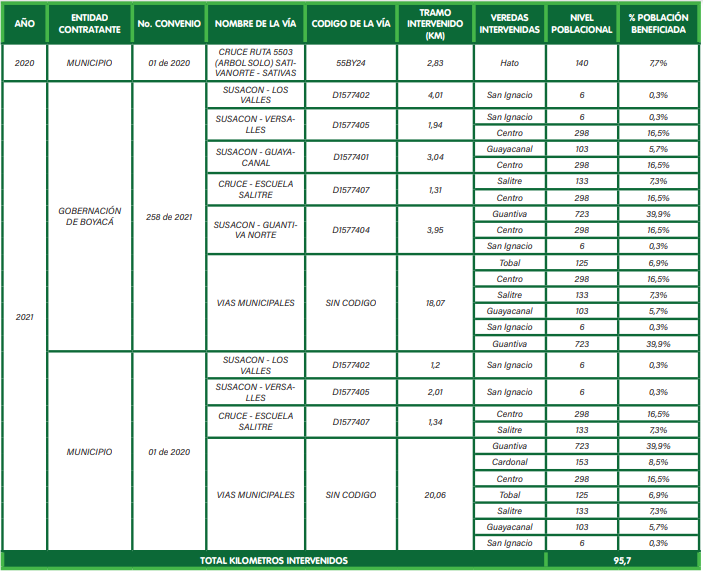 AÑO ENTIDAD CONTRATANTE No. CONVENIO NOMBRE DE LA VÍA CODIGO DE LA VÍA TRAMO INTERVENIDO (KM) VEREDAS INTERVENIDAS NIVEL POBLACIONAL % POBLACIÓN BENEFICIADA
2020 MUNICIPIO 01 de 2020 CRUCE RUTA 5503 (ARBOL SOLO) SATI-
VANORTE - SATIVAS 55BY24 2,83 Hato 140 7,7%
2021 GOBERNACIÓN DE BOYACÁ 258 de 2021
SUSACON - LOS VALLES D1577402 4,01 San Ignacio 6 0,3%
SUSACON - VERSA-
LLES D1577405 1,94 San Ignacio 6 0,3%
Centro 298 16,5%
SUSACON - GUAYA-
CANAL D1577401 3,04 Guayacanal 103 5,7%
Centro 298 16,5%
CRUCE - ESCUELA SALITRE D1577407 1,31 Salitre 133 7,3%
Centro 298 16,5%
SUSACON - GUANTI-
VA NORTE D1577404 3,95 Guantiva 723 39,9%
Centro 298 16,5%
San Ignacio 6 0,3%
VIAS MUNICIPALES SIN CODIGO 18,07 Tobal 125 6,9%
Centro 298 16,5%
Salitre 133 7,3%
Guayacanal 103 5,7%
San Ignacio 6 0,3%
Guantiva 723 39,9%
MUNICIPIO 01 de 2020
SUSACON - LOS VALLES D1577402 1,2 San Ignacio 6 0,3%
SUSACON - VERSA-
LLES D1577405 2,01 San Ignacio 6 0,3%
CRUCE - ESCUELA SALITRE D1577407 1,34 Centro 298 16,5%
Salitre 133 7,3%
VIAS MUNICIPALES SIN CODIGO 20,06 Guantiva 723 39,9%
Cardonal 153 8,5%
Centro 298 16,5%
Tobal 125 6,9%
Salitre 133 7,3%
Guayacanal 103 5,7%
San Ignacio 6 0,3%
TOTAL KILOMETROS INTERVENIDOS 95,7